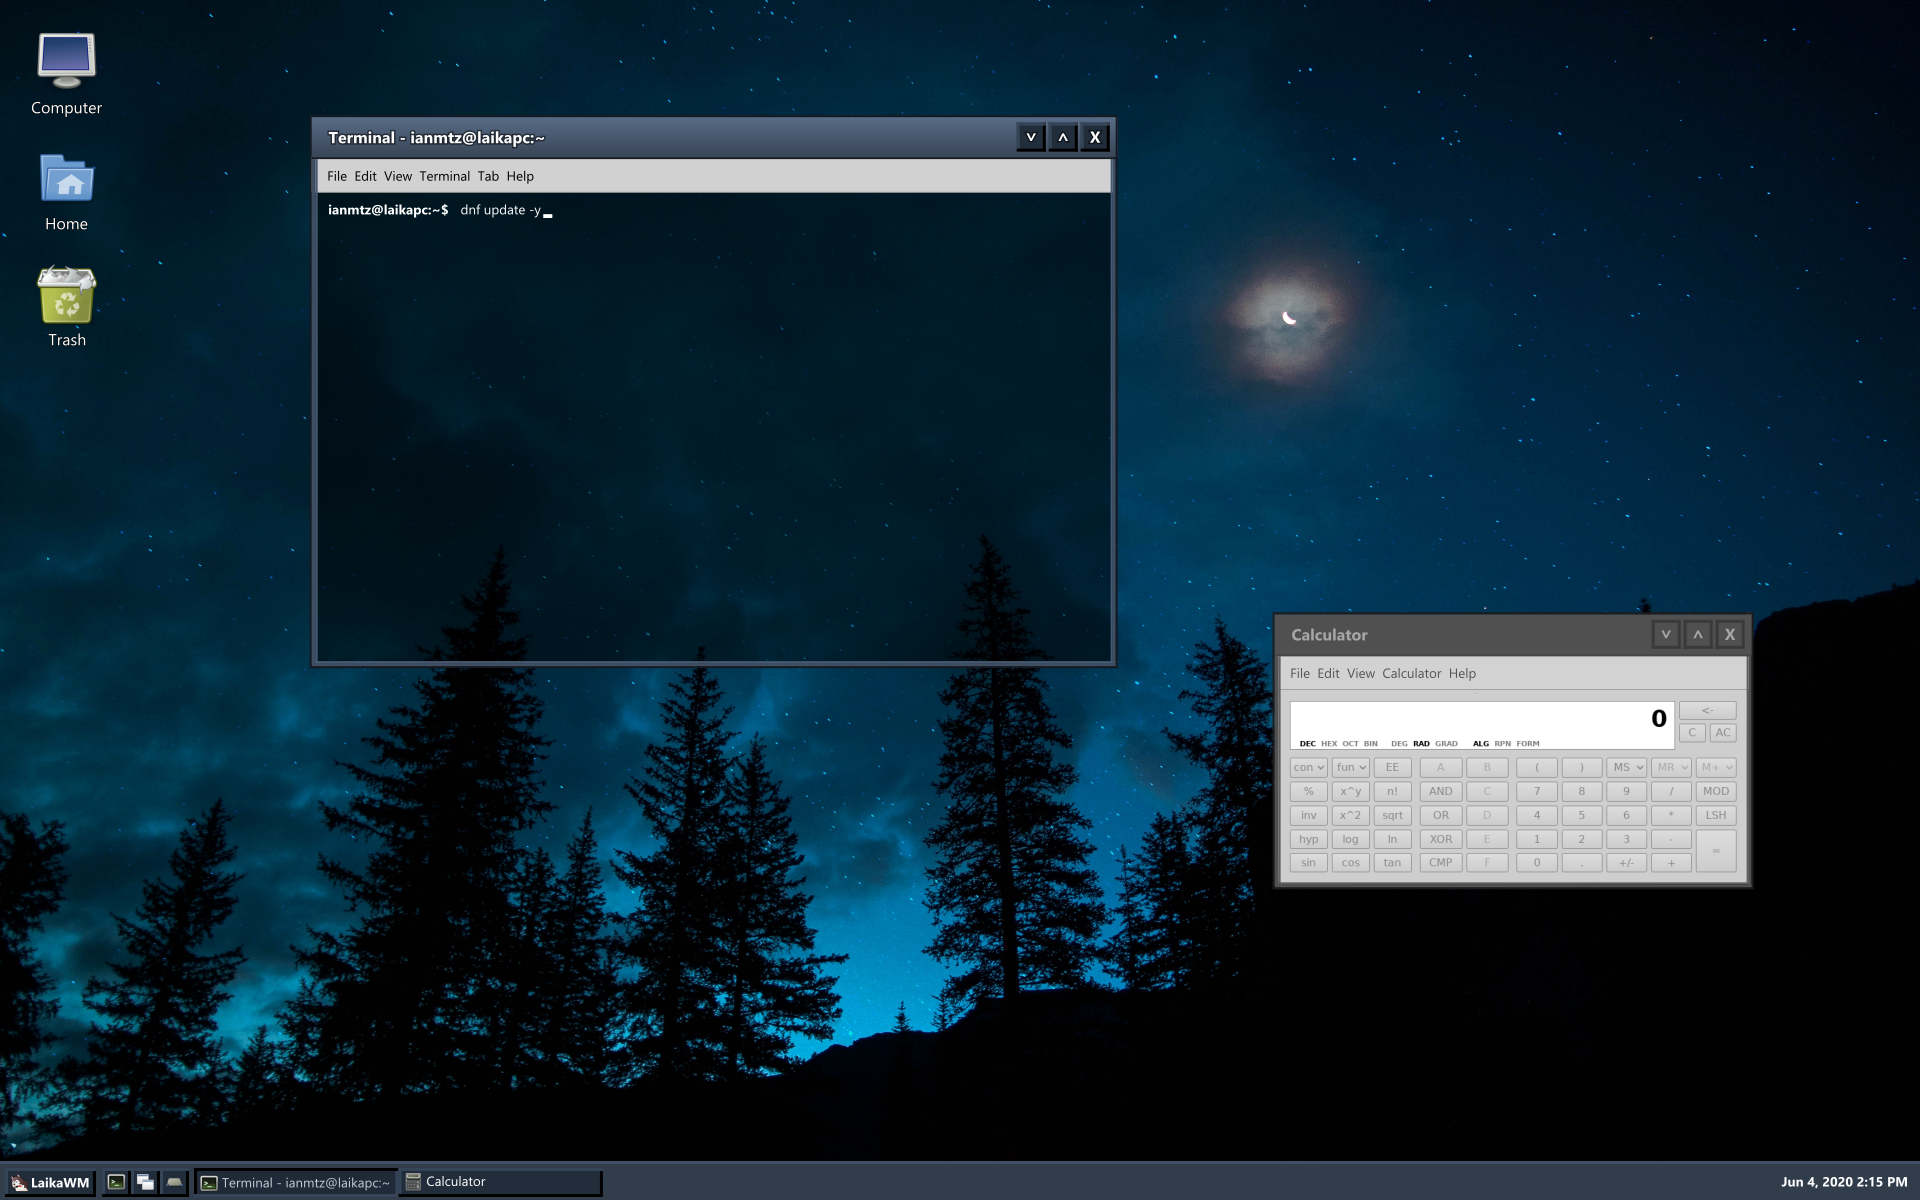 Computer
Home
Trash
Terminal - ianmtz@laikapc:~
v ^ X
File Edit View Terminal Tab Help
ianmtz@laikapc:~$ dnf update -y
Calculator
v ^ X
File Edit View Calculator Help
0
DEC HEX OCT BIN DEG RAD GRAD ALG RPN FORM
<-
C AC
con fun EE A B ( ) MS MR M+
% x^y n! AND C 7 8 9 / MOD
inv x^2 sqrt OR D 4 5 6 * LSH
hyp log ln XOR E 1 2 3 - =
sin cos tan CMP F 0 . +/- +
LaikaWM Terminal - ianmtz@laikapc:~ Calculator Jun 4, 2020 2:15 PM